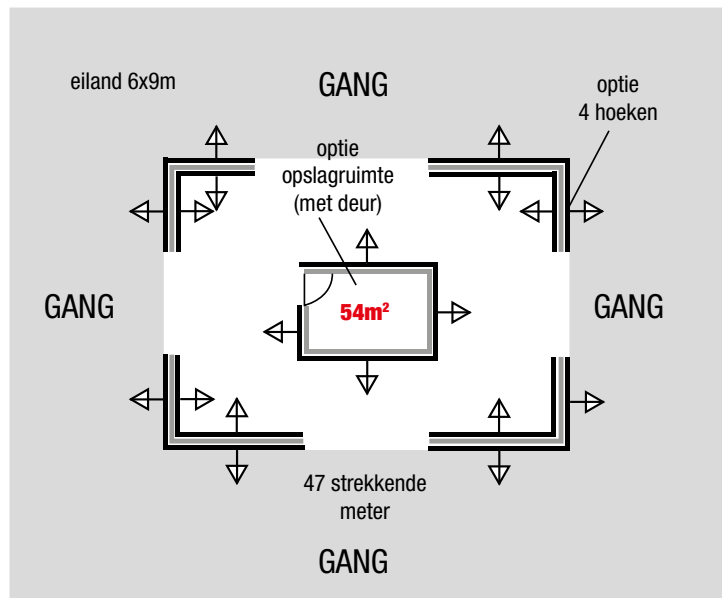 eiland 6x9m
GANG
optie
4 hoeken
optie
opslagruimte
(met deur)
GANG
54m²
GANG
47 strekkende
meter
GANG